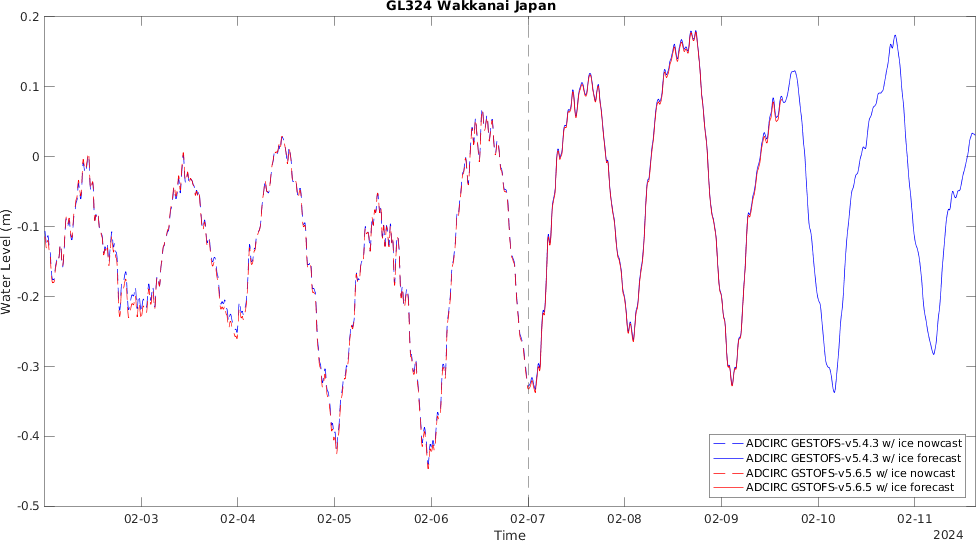 GL324 Wakkanai Japan
0.2
0.1
0
-0.1
-0.2
-0.3
-0.4
-0.5
Water Level (m)
02-03 02-04 02-05 02-06 02-07 02-08 02-09 02-10 02-11
Time
2024
ADCIRC GESTOFS-v5.4.3 w/ ice nowcast
ADCIRC GESTOFS-v5.4.3 w/ ice forecast
ADCIRC GSTOFS-v5.6.5 w/ ice nowcast
ADCIRC GSTOFS-v5.6.5 w/ ice forecast